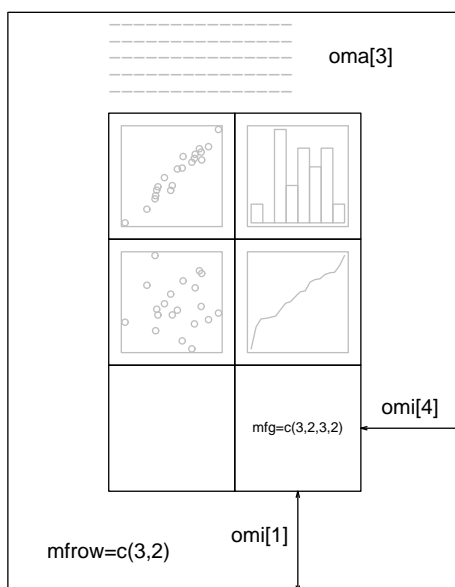 oma[3]
omi[4]
mfg=c(3,2,3,2)
omi[1]
mfrow=c(3,2)